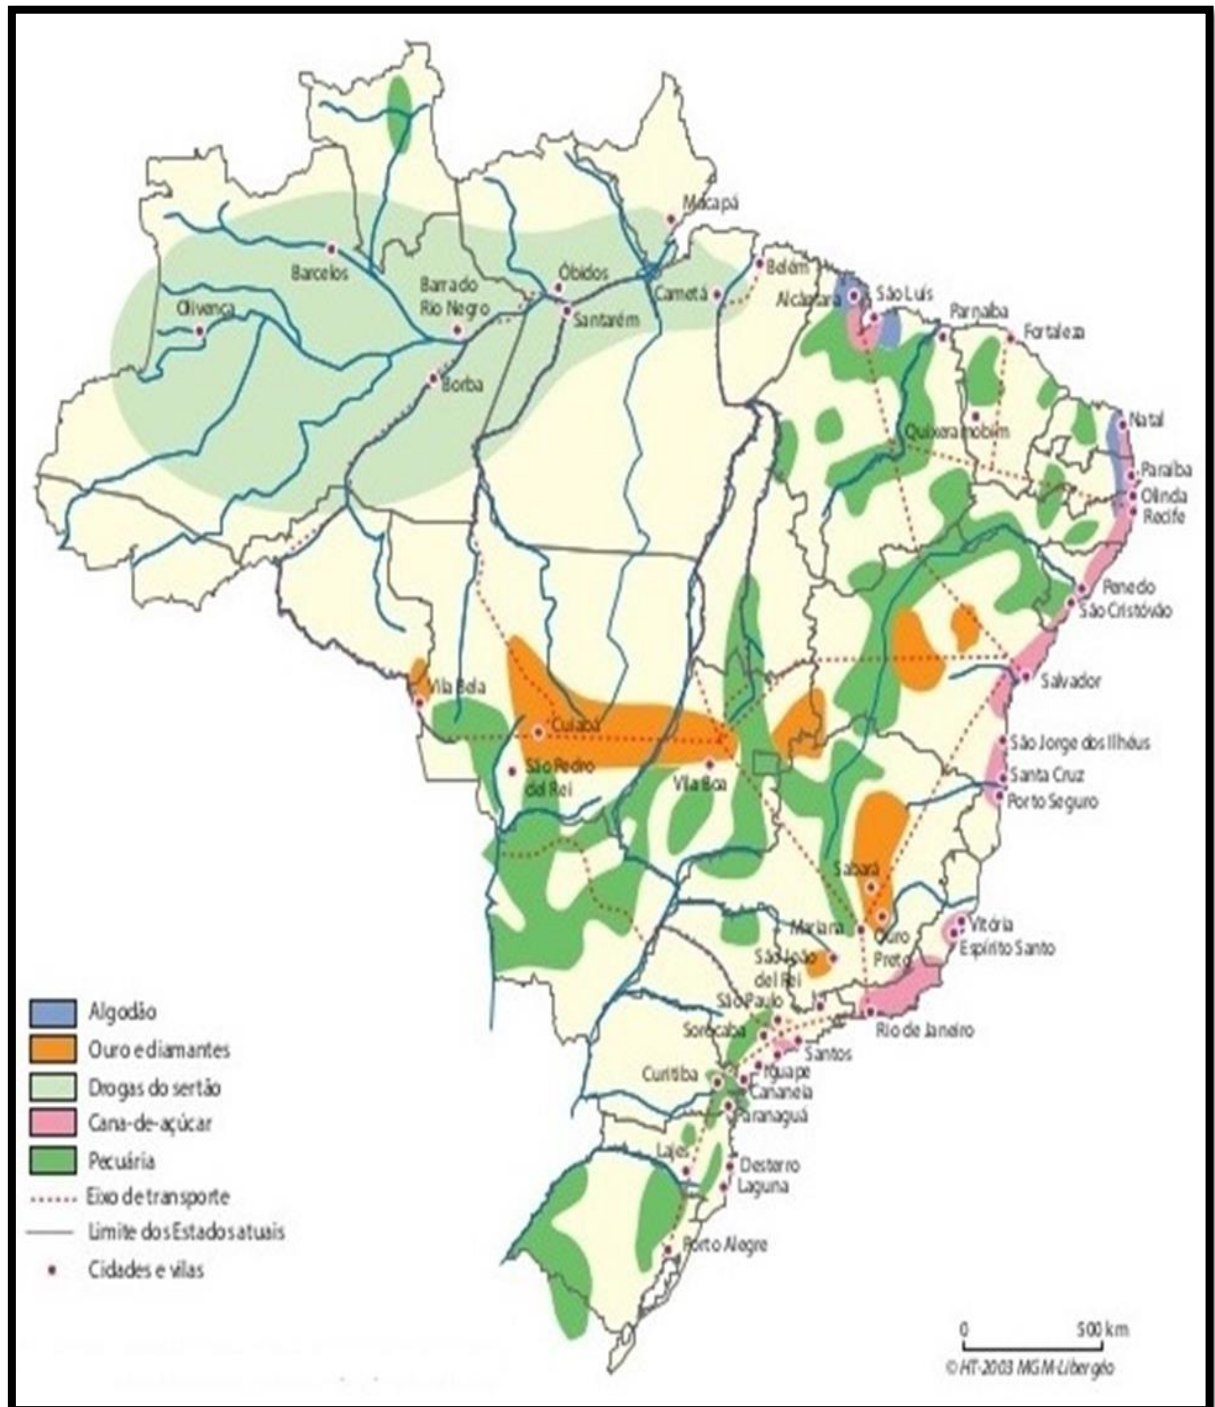 Macapá
Belém
Barcelos
Óbidos
Barra do
Rio Negro
Cametá
Alcântara
São Luís
Olivença
Santarém
Parnaiba
Fortaleza
Borba
Quixeramobim
Natal
Paraíba
Olinda
Recife
Penedo
São Cristóvão
Vila Bela
Salvador
Cuiabá
São Jorge dos Ilhéus
São Pedro
del Rei
Vila Boa
Santa Cruz
Porto Seguro
Sabará
Mariana
Ouro
Preto
Vitória
Espírito Santo
São João
del Rei
São Paulo
Sorocaba
Rio de Janeiro
Santos
Iguape
Curitiba
Cananeia
Paranaguá
Lajes
Desterro
Laguna
Porto Alegre
Algodão
Ouro e diamantes
Drogas do sertão
Cana-de-açúcar
Pecuária
Eixo de transporte
Limite dos Estados atuais
Cidades e vilas
0 500 km
© HT-2003 MGM-Libergéo